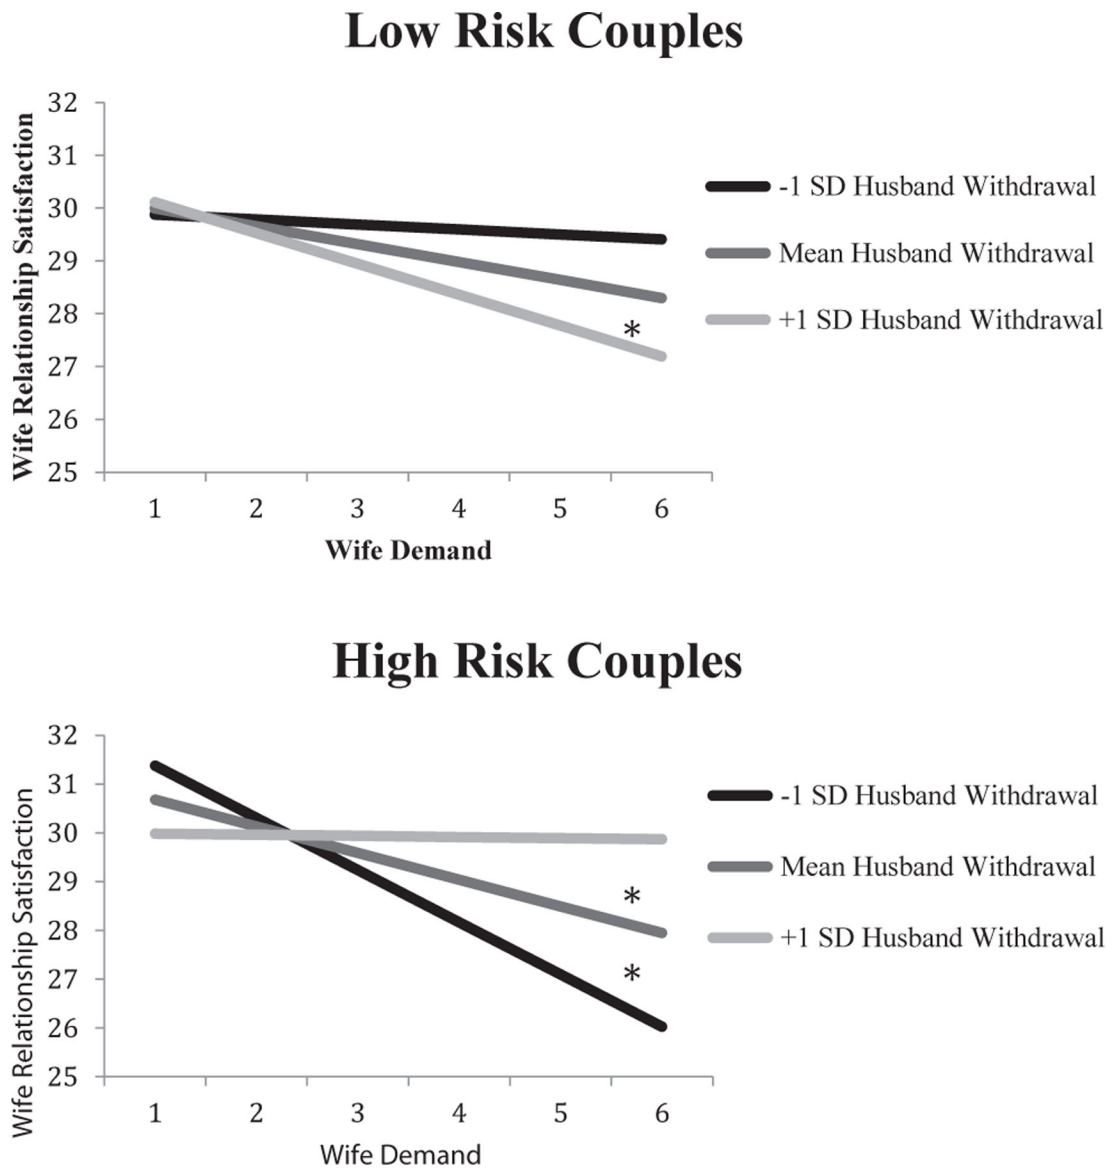 Low Risk Couples
Wife Relationship Satisfaction
32
31
30
29
28
27
26
25
*
1 2 3 4 5 6
Wife Demand
-1 SD Husband Withdrawal
Mean Husband Withdrawal
+1 SD Husband Withdrawal
High Risk Couples
Wife Relationship Satisfaction
32
31
30
29
28
27
26
25
*
*
1 2 3 4 5 6
Wife Demand
-1 SD Husband Withdrawal
Mean Husband Withdrawal
+1 SD Husband Withdrawal